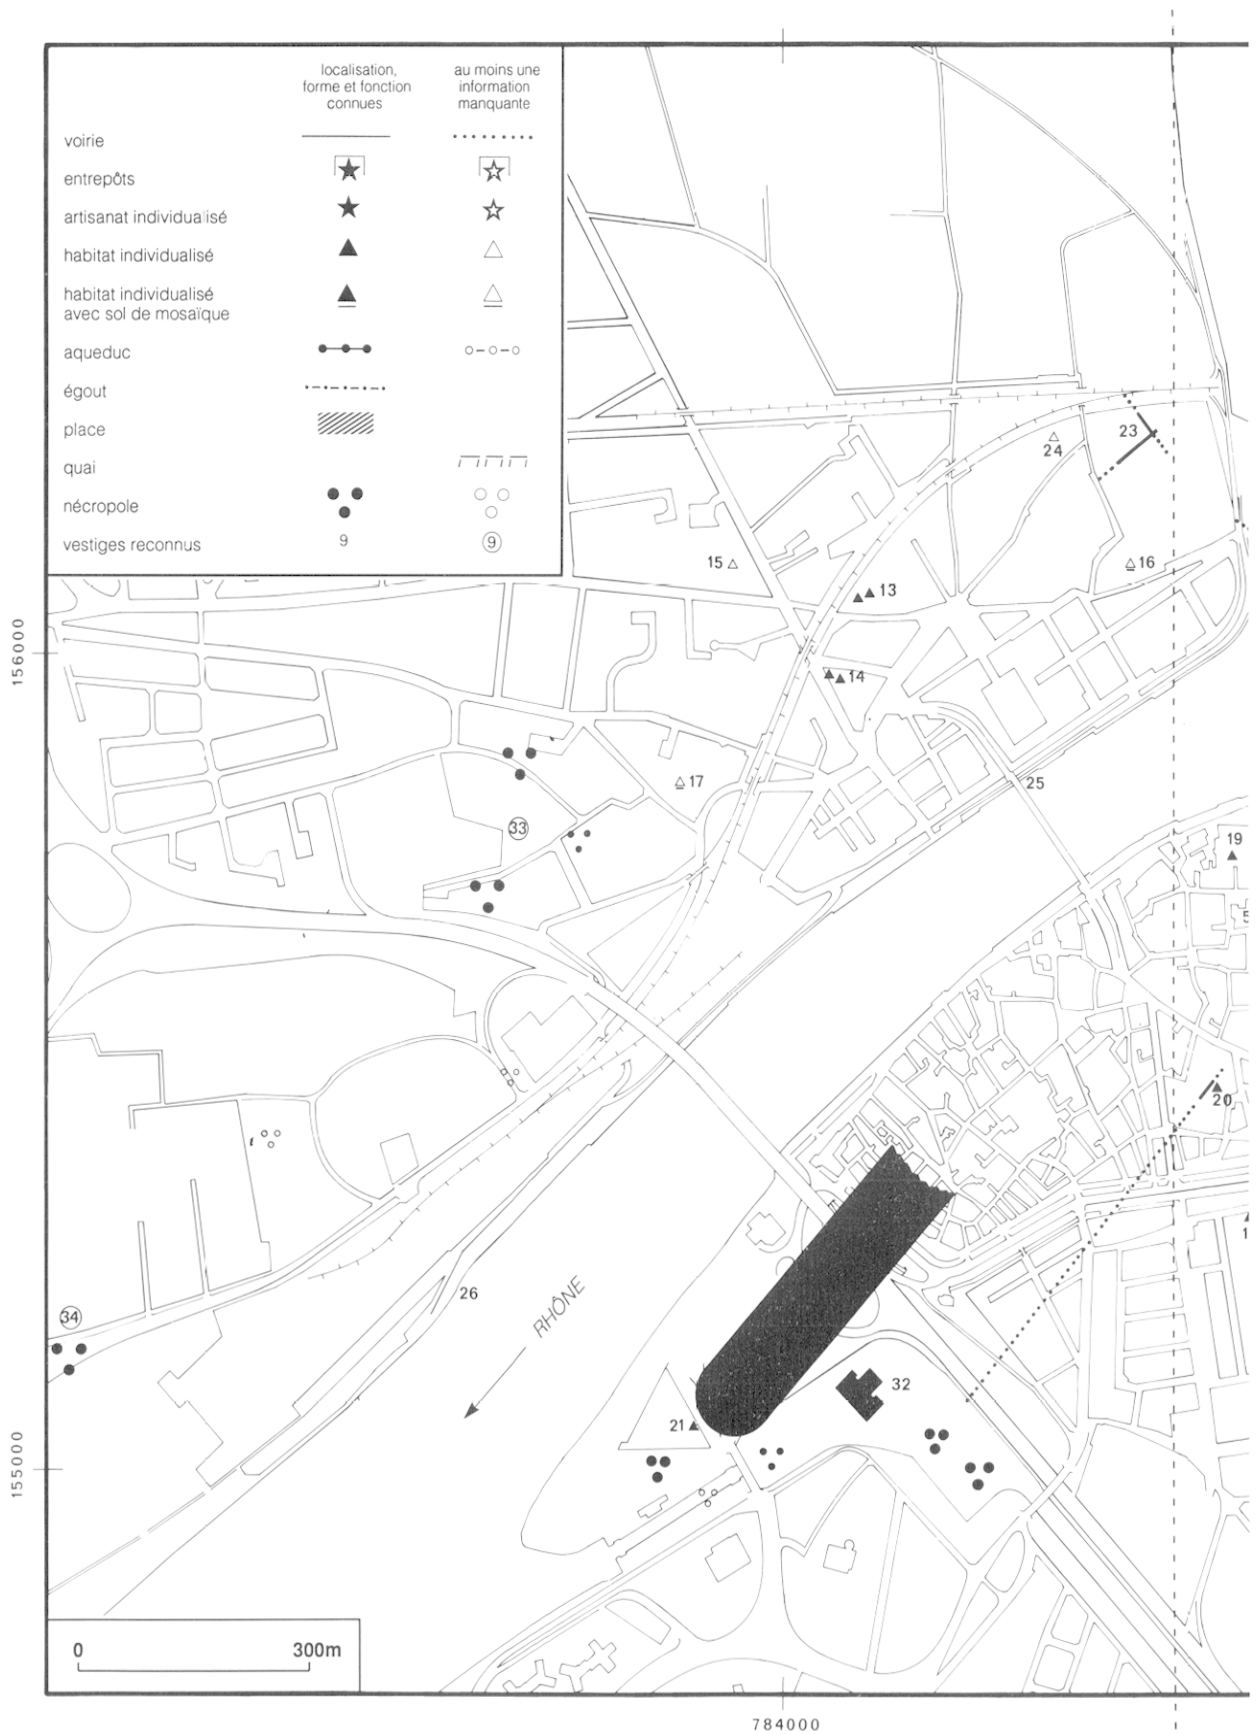 localisation,
forme et fonction
connues
au moins une
information
manquante
voirie
entrepôts
artisanat individualisé
habitat individualisé
habitat individualisé
avec sol de mosaïque
aqueduc
égout
place
quai
nécropole
vestiges reconnus 9 9
23
24
15
16
13
14
17
25
33
19
5
20
1
26
RHÔNE
34
32
21
156000
155000
0 300m
784000